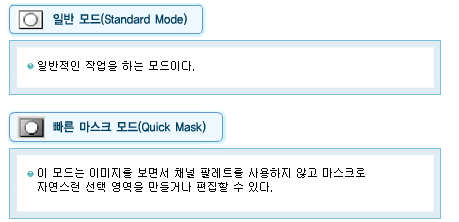 일반 모드(Standard Mode)
일반적인 작업을 하는 모드이다.
빠른 마스크 모드(Quick Mask)
이 모드는 이미지를 보면서 채널 팔레트를 사용하지 않고 마스크로
자연스런 선택 영역을 만들거나 편집할 수 있다.